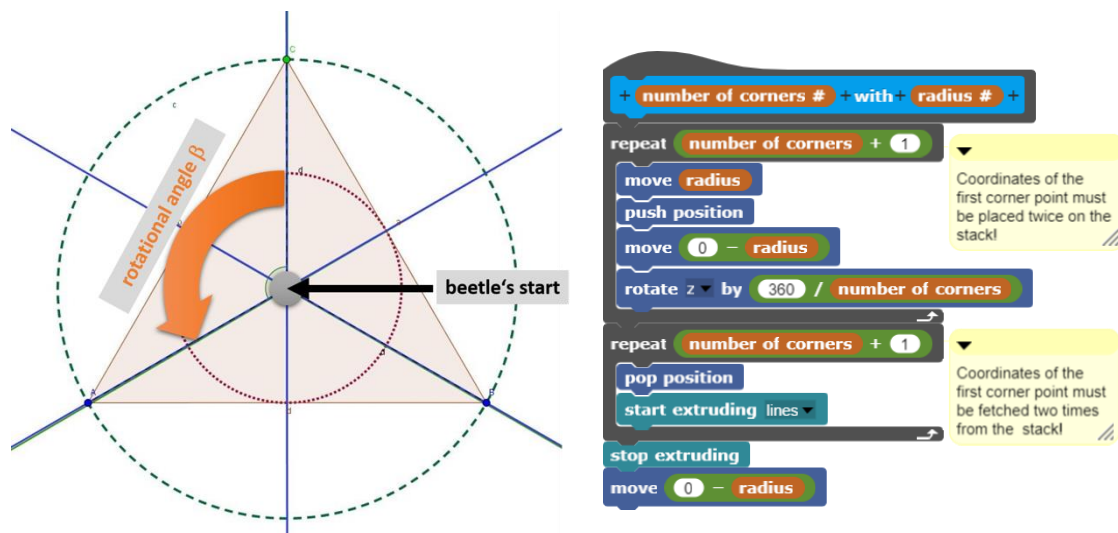 C
c
d
rotational angle β
beetle's start
A
B
d
+ number of corners # + with + radius # +
repeat number of corners + 1
move radius
push position
move 0 − radius
rotate z by 360 / number of corners
Coordinates of the
first corner point must
be placed twice on the
stack!
repeat number of corners + 1
pop position
start extruding lines
stop extruding
move 0 − radius
Coordinates of the
first corner point must
be fetched two times
from the stack!